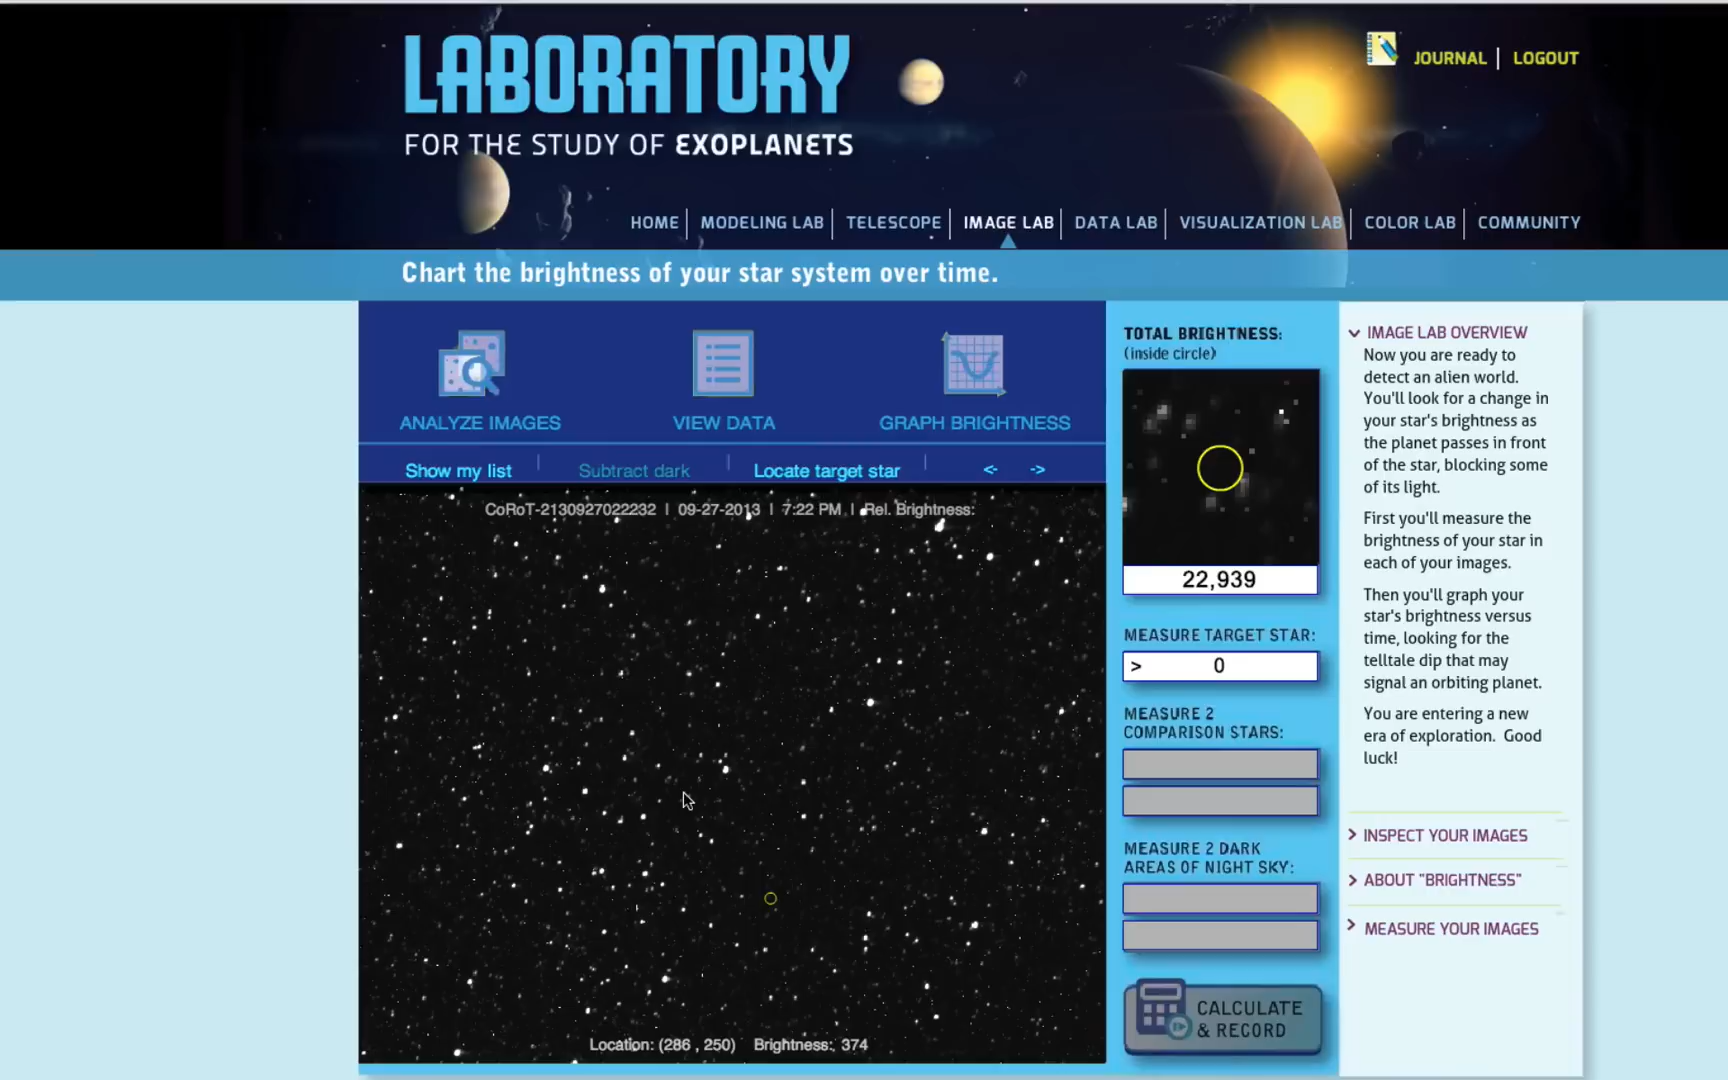 LABORATORY
FOR THE STUDY OF EXOPLANETS
JOURNAL | LOGOUT
HOME | MODELING LAB | TELESCOPE | IMAGE LAB | DATA LAB | VISUALIZATION LAB | COLOR LAB | COMMUNITY
Chart the brightness of your star system over time.
ANALYZE IMAGES
VIEW DATA
GRAPH BRIGHTNESS
Show my list | Subtract dark | Locate target star | <- ->
CoRoT-2130927022232 | 09-27-2013 | 7:22 PM | Rel. Brightness:
Location: (286 , 250) Brightness: 374
TOTAL BRIGHTNESS:
(inside circle)
22,939
MEASURE TARGET STAR:
> 0
MEASURE 2
COMPARISON STARS:
MEASURE 2 DARK
AREAS OF NIGHT SKY:
CALCULATE
& RECORD
IMAGE LAB OVERVIEW
Now you are ready to
detect an alien world.
You'll look for a change in
your star's brightness as
the planet passes in front
of the star, blocking some
of its light.
First you'll measure the
brightness of your star in
each of your images.
Then you'll graph your
star's brightness versus
time, looking for the
telltale dip that may
signal an orbiting planet.
You are entering a new
era of exploration. Good
luck!
> INSPECT YOUR IMAGES
> ABOUT "BRIGHTNESS"
> MEASURE YOUR IMAGES